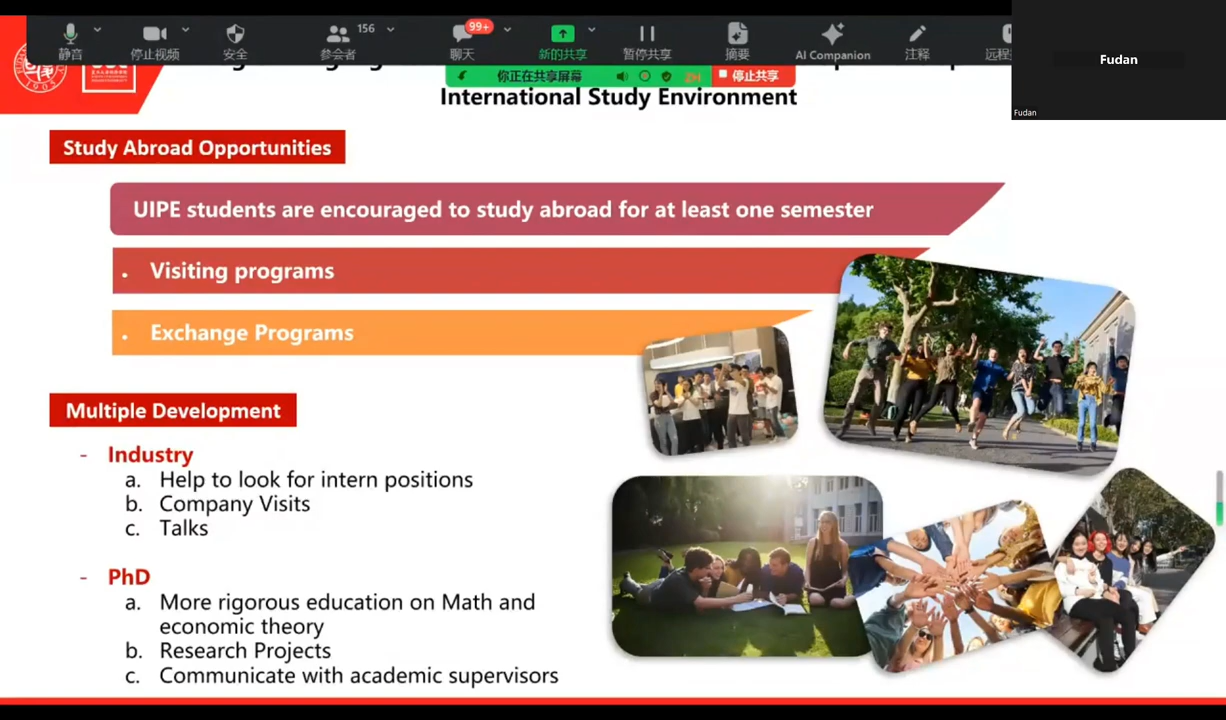 156
99+
静音
停止视频
安全
参会者
聊天
新的共享
暂停共享
摘要
AI Companion
注释
远程
Fudan
Fudan
你正在共享屏幕
停止共享
International Study Environment
Study Abroad Opportunities
UIPE students are encouraged to study abroad for at least one semester
. Visiting programs
. Exchange Programs
Multiple Development
- Industry
a. Help to look for intern positions
b. Company Visits
c. Talks
- PhD
a. More rigorous education on Math and
economic theory
b. Research Projects
c. Communicate with academic supervisors